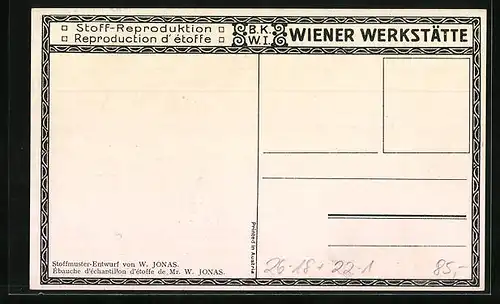 Stoff-Reproduktion
Reproduction d'étoffe
B.K.
W.I.
WIENER WERKSTÄTTE
Printed in Austria
Stoffmuster-Entwurf von W. JONAS.
Ébauche d'échantillon d'étoffe de Mr. W. JONAS.
26-18+22-1 85,-